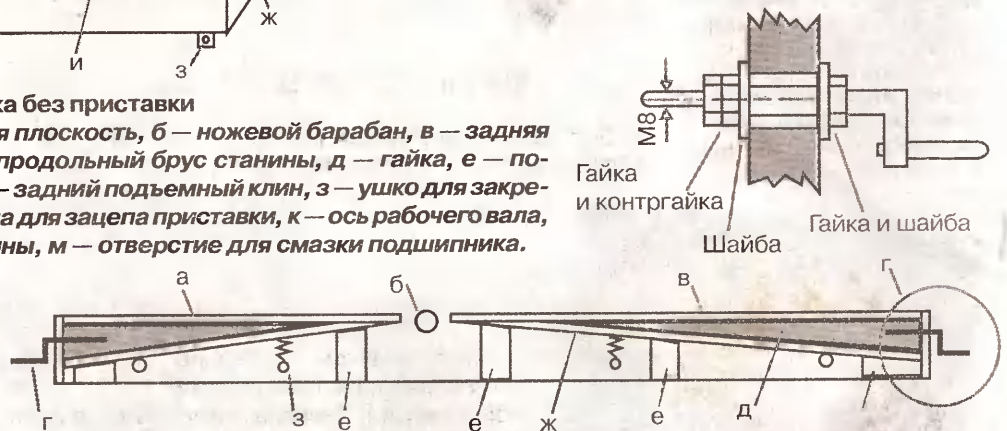 ж
и
з
ка без приставки
я плоскость, б — ножевой барабан, в — задняя
продольный брус станины, д — гайка, е — по-
– задний подъемный клин, з — ушко для закре-
ка для зацепа приставки, к — ось рабочего вала,
ны, м — отверстие для смазки подшипника.
М8
Гайка
и контргайка
Шайба
Гайка и шайба
а
б
в
г
г
з
е
е
ж
е
д